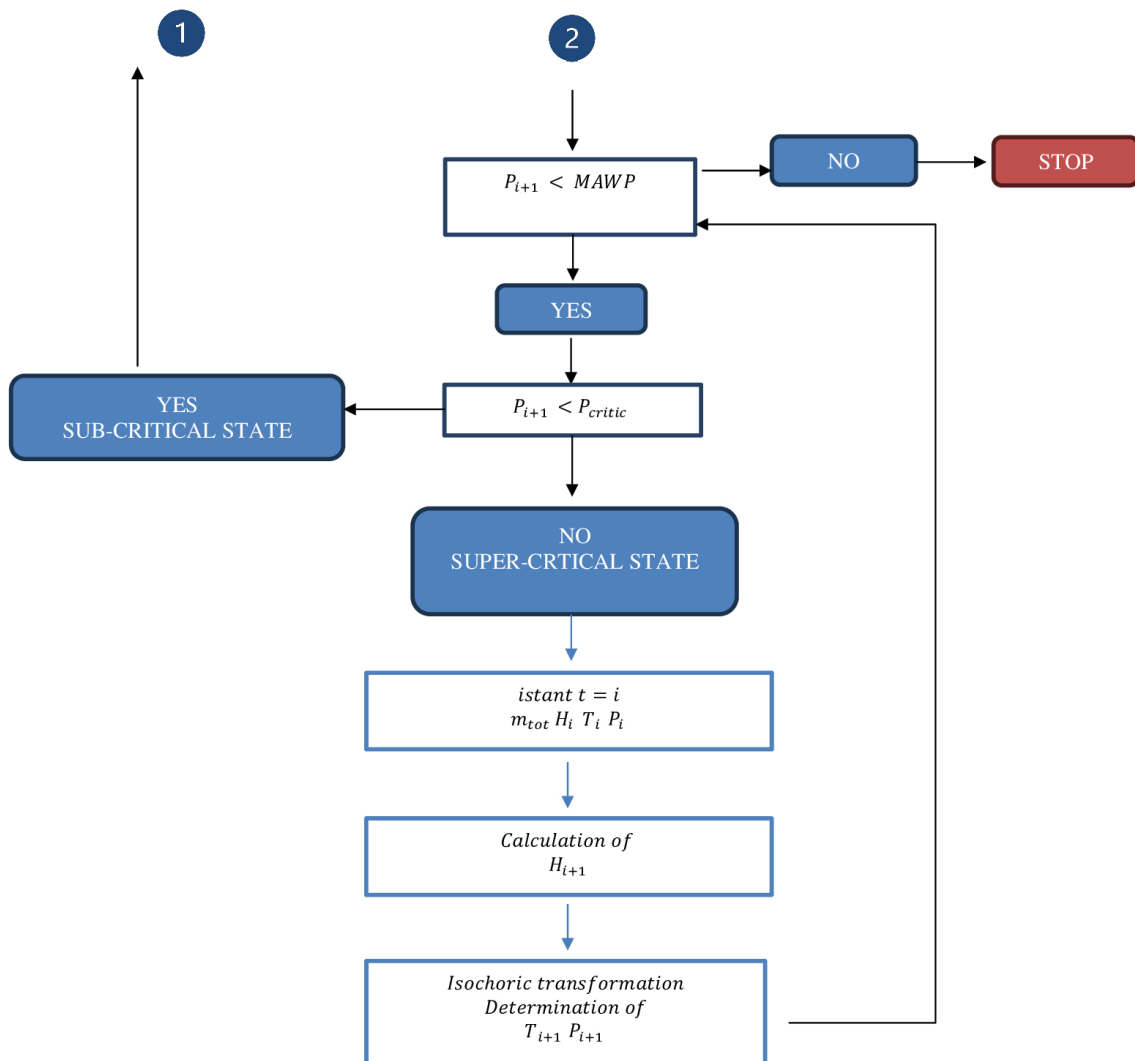 1
2
P_{i+1} < MAWP
NO
STOP
YES
YES
SUB-CRITICAL STATE
P_{i+1} < P_{critic}
NO
SUPER-CRTICAL STATE
istant t = i
m_{tot} H_i T_i P_i
Calculation of
H_{i+1}
Isochoric transformation
Determination of
T_{i+1} P_{i+1}